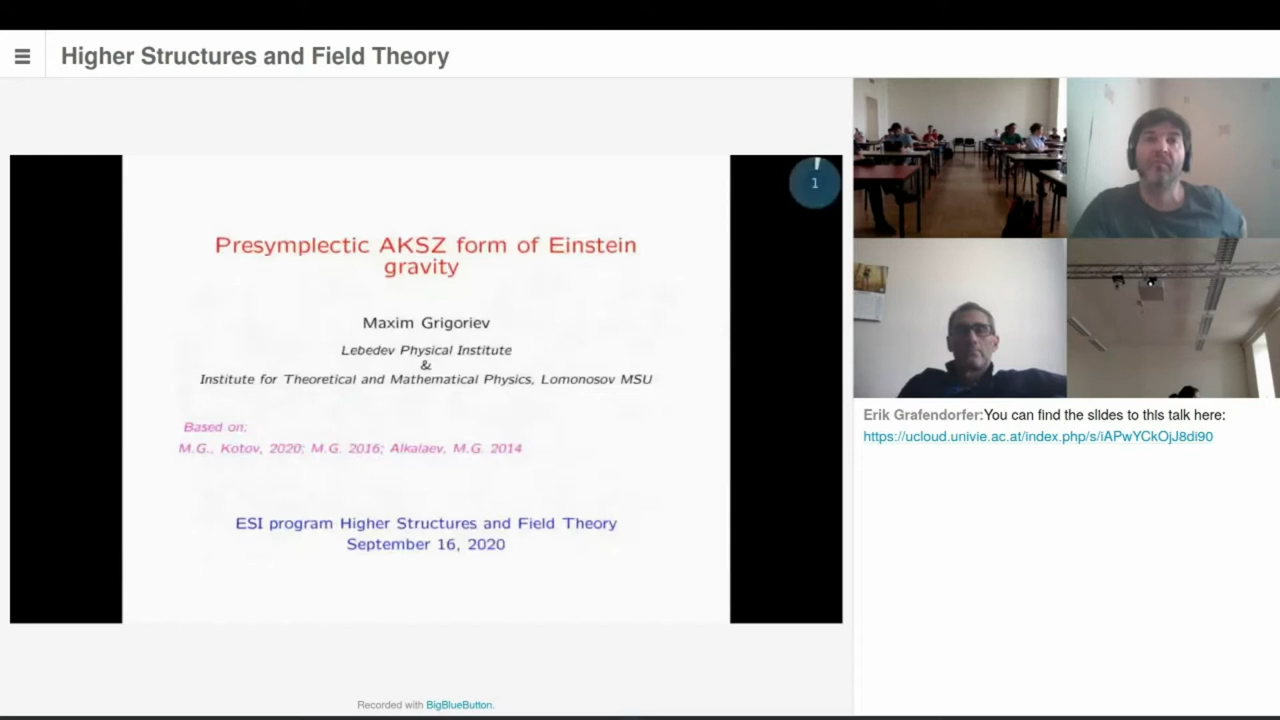 Higher Structures and Field Theory
1
Presymplectic AKSZ form of Einstein
gravity
Maxim Grigoriev
Lebedev Physical Institute
&
Institute for Theoretical and Mathematical Physics, Lomonosov MSU
Based on:
M.G., Kotov, 2020; M.G. 2016; Alkalaev, M.G. 2014
ESI program Higher Structures and Field Theory
September 16, 2020
Erik Grafendorfer:You can find the slldes to this talk here:
https://ucloud.univie.ac.at/index.php/s/iAPwYCkOjJ8di90
Recorded with BigBlueButton.